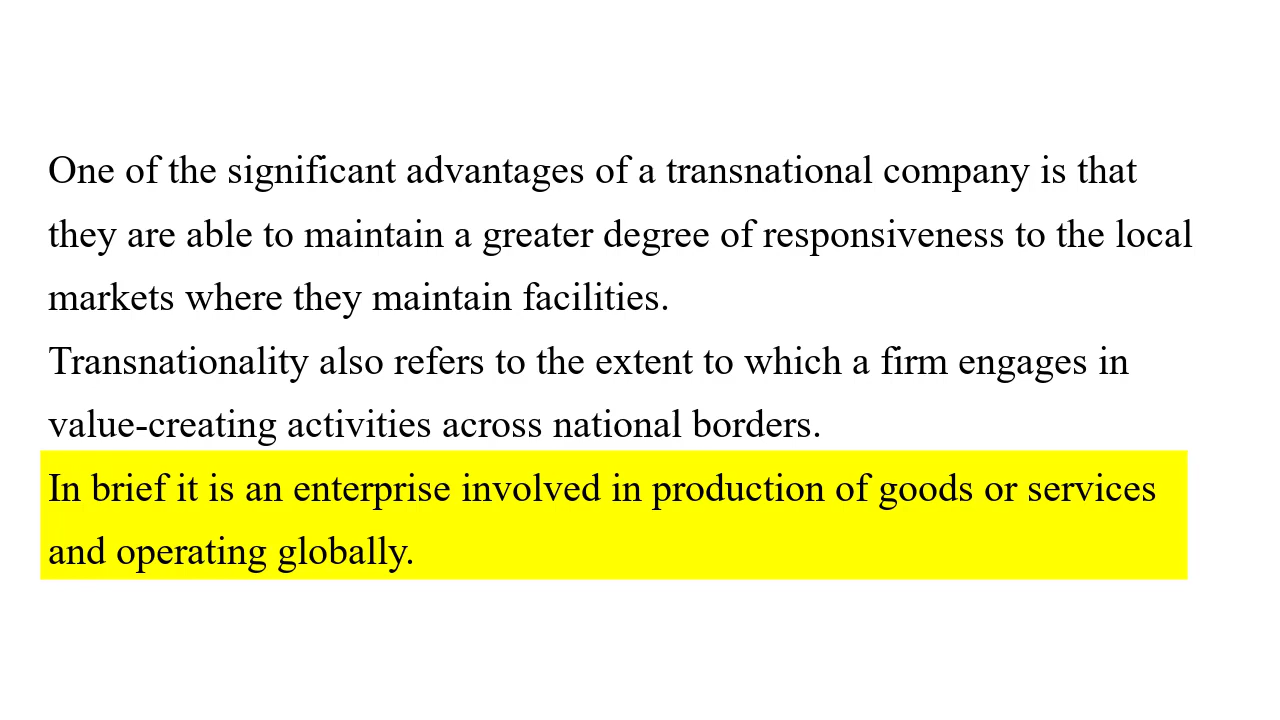 One of the significant advantages of a transnational company is that
they are able to maintain a greater degree of responsiveness to the local
markets where they maintain facilities.
Transnationality also refers to the extent to which a firm engages in
value-creating activities across national borders.
In brief it is an enterprise involved in production of goods or services
and operating globally.